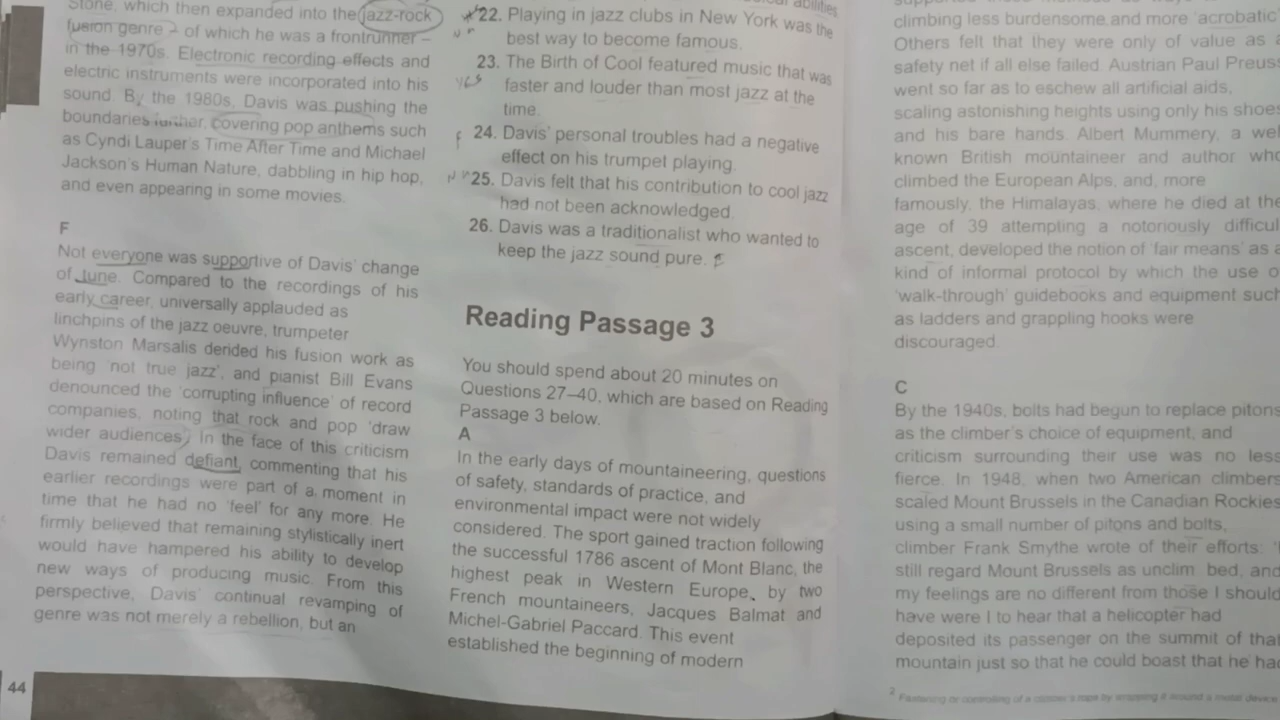 Stone, which then expanded into the jazz-rock
fusion genre – of which he was a frontrunner –
in the 1970s. Electronic recording effects and
electric instruments were incorporated into his
sound. By the 1980s, Davis was pushing the
boundaries further, covering pop anthems such
as Cyndi Lauper's Time After Time and Michael
Jackson's Human Nature, dabbling in hip hop,
and even appearing in some movies.
F
Not everyone was supportive of Davis' change
of June. Compared to the recordings of his
early career, universally applauded as
linchpins of the jazz oeuvre, trumpeter
Wynston Marsalis derided his fusion work as
being 'not true jazz', and pianist Bill Evans
denounced the 'corrupting influence' of record
companies, noting that rock and pop 'draw
wider audiences'. In the face of this criticism
Davis remained defiant, commenting that his
earlier recordings were part of a moment in
time that he had no 'feel' for any more. He
firmly believed that remaining stylistically inert
would have hampered his ability to develop
new ways of producing music. From this
perspective, Davis' continual revamping of
genre was not merely a rebellion, but an
44
abilities
22. Playing in jazz clubs in New York was the
best way to become famous.
23. The Birth of Cool featured music that was
yes
faster and louder than most jazz at the
time.
24. Davis' personal troubles had a negative
effect on his trumpet playing.
25. Davis felt that his contribution to cool jazz
had not been acknowledged.
26. Davis was a traditionalist who wanted to
keep the jazz sound pure.
Reading Passage 3
You should spend about 20 minutes on
Questions 27–40, which are based on Reading
Passage 3 below.
A
In the early days of mountaineering, questions
of safety, standards of practice, and
environmental impact were not widely
considered. The sport gained traction following
the successful 1786 ascent of Mont Blanc, the
highest peak in Western Europe, by two
French mountaineers, Jacques Balmat and
Michel-Gabriel Paccard. This event
established the beginning of modern
climbing less burdensome and more 'acrobatic'
Others felt that they were only of value as a
safety net if all else failed. Austrian Paul Preuss
went so far as to eschew all artificial aids,
scaling astonishing heights using only his shoes
and his bare hands. Albert Mummery, a wel
known British mountaineer and author who
climbed the European Alps, and, more
famously, the Himalayas, where he died at the
age of 39 attempting a notoriously difficul
ascent, developed the notion of 'fair means' as a
kind of informal protocol by which the use o
'walk-through' guidebooks and equipment such
as ladders and grappling hooks were
discouraged.
C
By the 1940s, bolts had begun to replace pitons
as the climber's choice of equipment, and
criticism surrounding their use was no less
fierce. In 1948, when two American climbers
scaled Mount Brussels in the Canadian Rockies
using a small number of pitons and bolts,
climber Frank Smythe wrote of their efforts: 'I
still regard Mount Brussels as unclim bed, and
my feelings are no different from those I should
have were I to hear that a helicopter had
deposited its passenger on the summit of that
mountain just so that he could boast that he had
2 Fastening or controlling of a climber's rope by wrapping it around a metal device